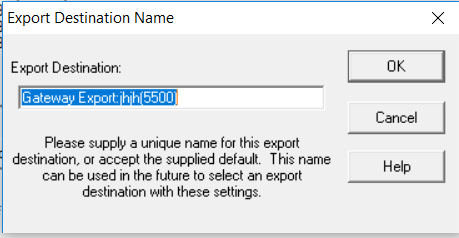 Export Destination Name
Export Destination:
Gateway Export:jhjh(5500)
OK
Cancel
Help
Please supply a unique name for this export
destination, or accept the supplied default. This name
can be used in the future to select an export
destination with these settings.